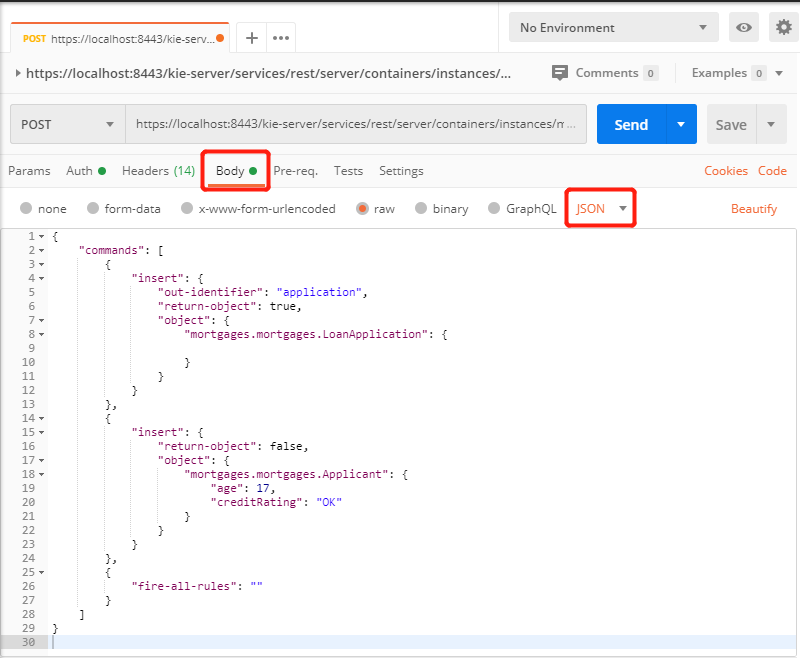 POST https://localhost:8443/kie-serv...
No Environment
https://localhost:8443/kie-server/services/rest/server/containers/instances/...
Comments 0
Examples 0
POST
https://localhost:8443/kie-server/services/rest/server/containers/instances/m...
Send
Save
Params Auth Headers (14) Body Pre-req. Tests Settings Cookies Code
none form-data x-www-form-urlencoded raw binary GraphQL JSON Beautify
1 {
2     "commands": [
3         {
4             "insert": {
5                 "out-identifier": "application",
6                 "return-object": true,
7                 "object": {
8                     "mortgages.mortgages.LoanApplication": {
9
10                     }
11                 }
12             }
13         },
14         {
15             "insert": {
16                 "return-object": false,
17                 "object": {
18                     "mortgages.mortgages.Applicant": {
19                         "age": 17,
20                         "creditRating": "OK"
21                     }
22                 }
23             }
24         },
25         {
26             "fire-all-rules": ""
27         }
28     ]
29 }
30